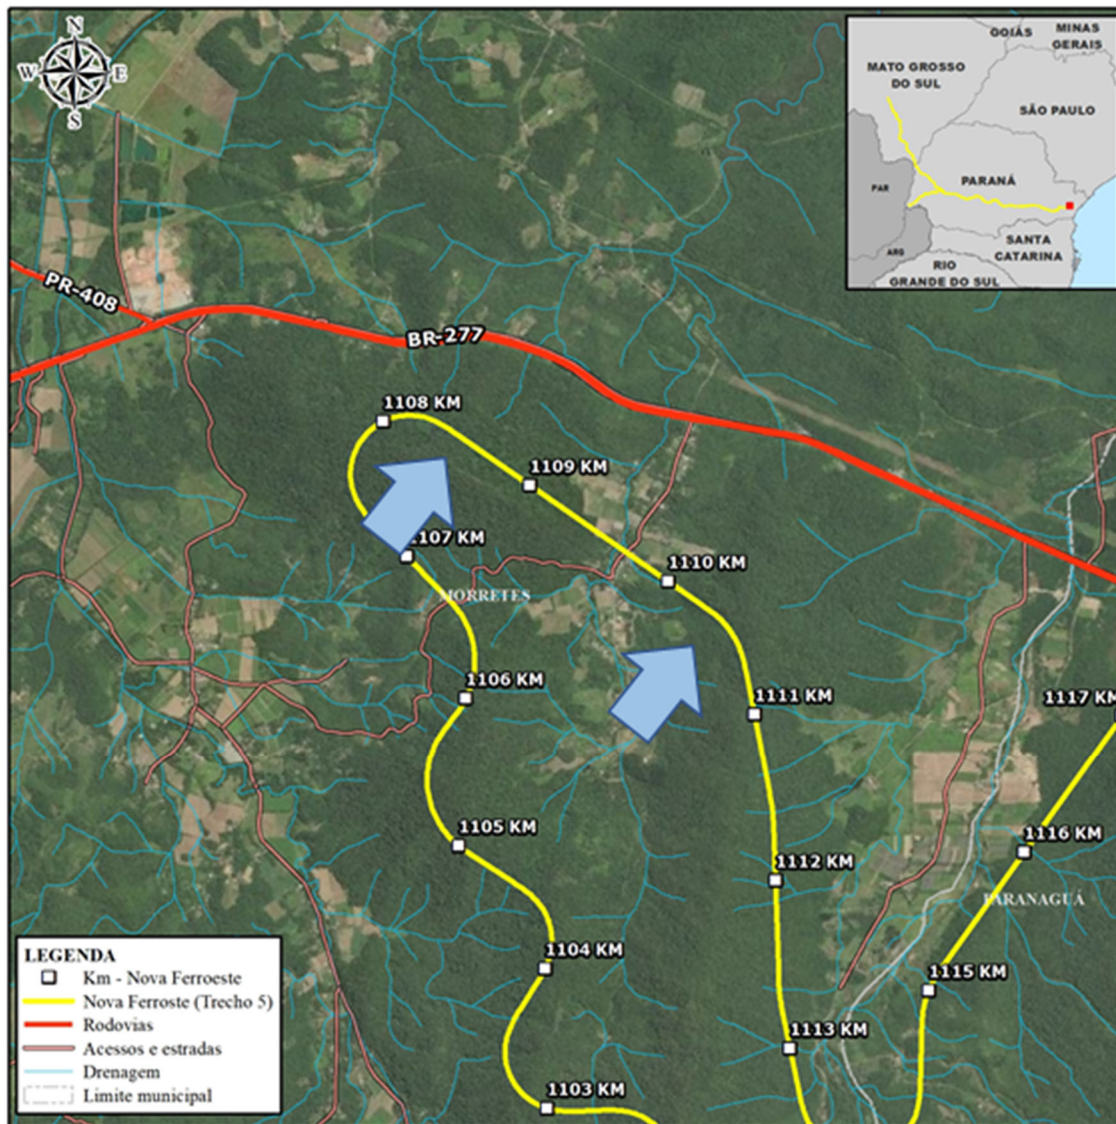 N
W
E
S
GOIÁS
MINAS
GERAIS
MATO GROSSO
DO SUL
SÃO PAULO
PAR
PARANÁ
ARG
SANTA
CATARINA
RIO
GRANDE DO SUL
PR-408
BR-277
1108 KM
1109 KM
1107 KM
1110 KM
MORRETES
1106 KM
1111 KM
1117 KM
1105 KM
1116 KM
1112 KM
PARANAGUÁ
1104 KM
1115 KM
1113 KM
1103 KM
LEGENDA
Km - Nova Ferroeste
Nova Ferroste (Trecho 5)
Rodovias
Acessos e estradas
Drenagem
Limite municipal